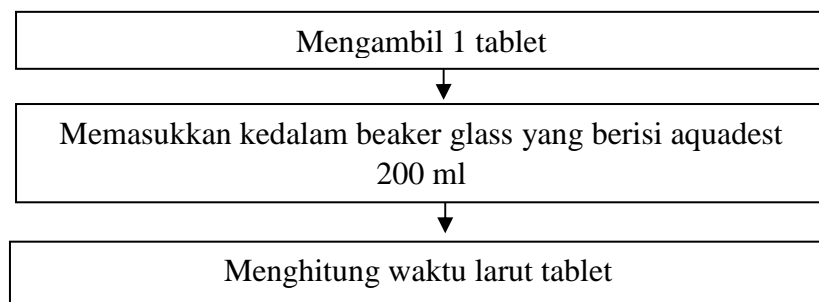 Mengambil 1 tablet
Memasukkan kedalam beaker glass yang berisi aquadest
200 ml
Menghitung waktu larut tablet